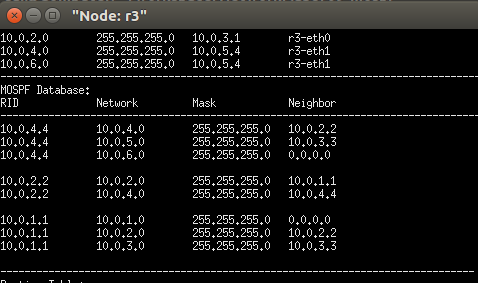 "Node: r3"
10.0.2.0 255.255.255.0 10.0.3.1 r3-eth0
10.0.4.0 255.255.255.0 10.0.5.4 r3-eth1
10.0.6.0 255.255.255.0 10.0.5.4 r3-eth1
MOSPF Database:
RID Network Mask Neighbor
10.0.4.4 10.0.4.0 255.255.255.0 10.0.2.2
10.0.4.4 10.0.5.0 255.255.255.0 10.0.3.3
10.0.4.4 10.0.6.0 255.255.255.0 0.0.0.0
10.0.2.2 10.0.2.0 255.255.255.0 10.0.1.1
10.0.2.2 10.0.4.0 255.255.255.0 10.0.4.4
10.0.1.1 10.0.1.0 255.255.255.0 0.0.0.0
10.0.1.1 10.0.2.0 255.255.255.0 10.0.2.2
10.0.1.1 10.0.3.0 255.255.255.0 10.0.3.3